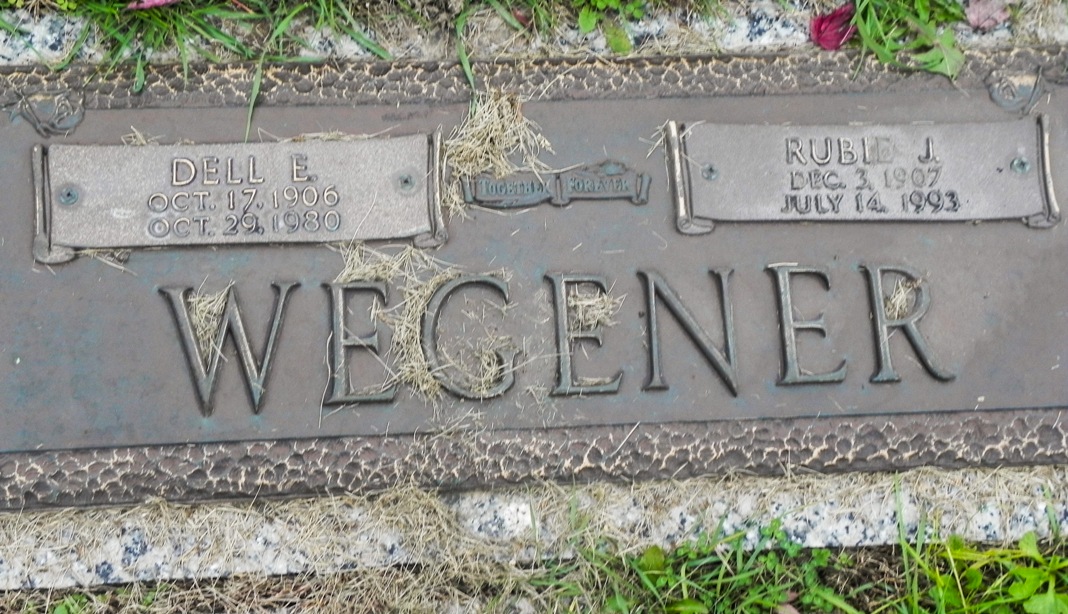 DELL E.
OCT. 17, 1906
OCT. 29, 1980
TOGETHER FOREVER
RUBIE J.
DEC. 3, 1907
JULY 14, 1993
WEGENER